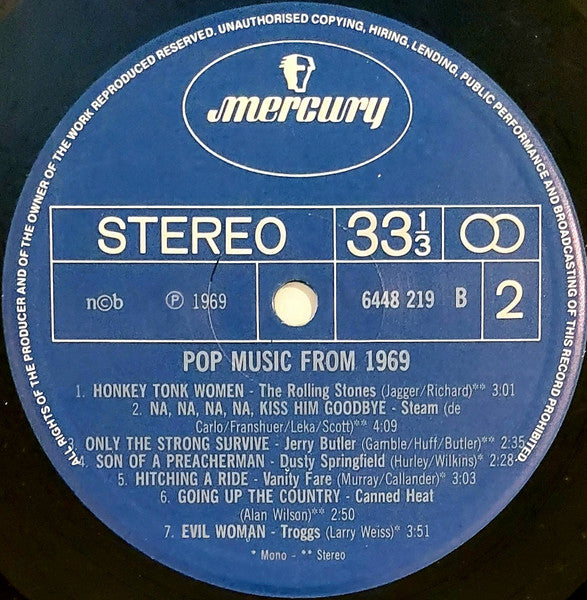 ALL RIGHTS OF THE PRODUCER AND OF THE OWNER OF THE WORK REPRODUCED RESERVED. UNAUTHORISED COPYING, HIRING, LENDING, PUBLIC PERFORMANCE AND BROADCASTING OF THIS RECORD PROHIBITED
mercury
STEREO 33 1/3
n©b ℗ 1969 6448 219 B 2
POP MUSIC FROM 1969
1. HONKEY TONK WOMEN - The Rolling Stones (Jagger/Richard)** 3:01
2. NA, NA, NA, NA, KISS HIM GOODBYE - Steam (de
Carlo/Franshuer/Leka/Scott)** 4:09
3. ONLY THE STRONG SURVIVE - Jerry Butler (Gamble/Huff/Butler)** 2:35
4. SON OF A PREACHERMAN - Dusty Springfield (Hurley/Wilkins)* 2:28
5. HITCHING A RIDE - Vanity Fare (Murray/Callander)* 3:03
6. GOING UP THE COUNTRY - Canned Heat
(Alan Wilson)** 2:50
7. EVIL WOMAN - Troggs (Larry Weiss)* 3:51
* Mono - ** Stereo